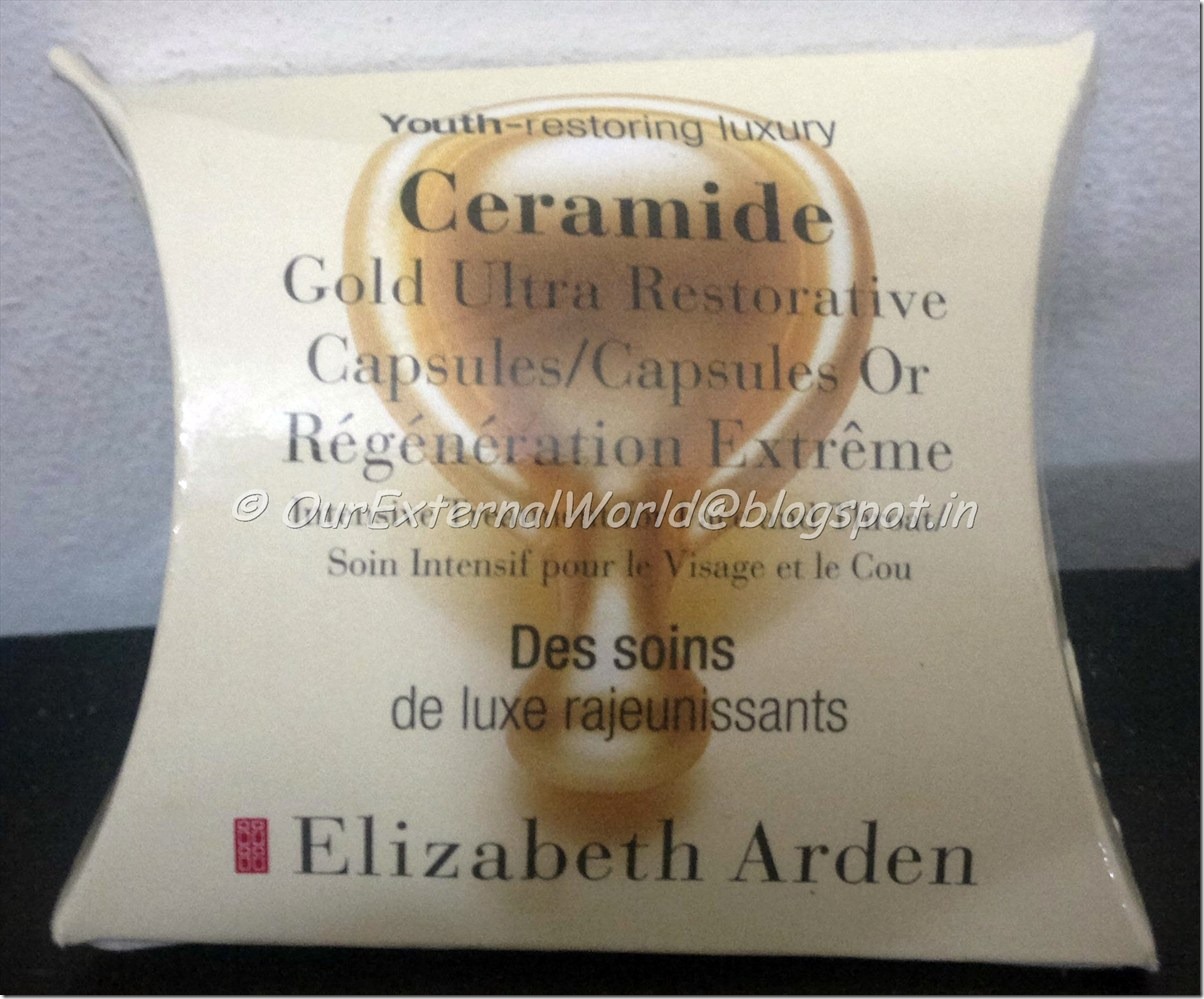 Youth-restoring luxury
Ceramide
Gold Ultra Restorative
Capsules/Capsules Or
Régénération Extrême
© OurExternalWorld@blogspot.in
Intensive
Soin Intensif pour le Visage et le Cou
Des soins
de luxe rajeunissants
Elizabeth Arden